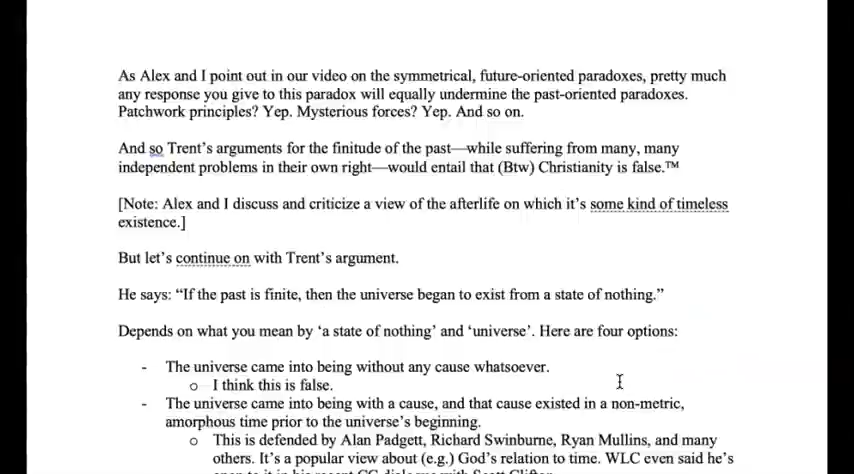 As Alex and I point out in our video on the symmetrical, future-oriented paradoxes, pretty much
any response you give to this paradox will equally undermine the past-oriented paradoxes.
Patchwork principles? Yep. Mysterious forces? Yep. And so on.
And so Trent’s arguments for the finitude of the past—while suffering from many, many
independent problems in their own right—would entail that (Btw) Christianity is false.™
[Note: Alex and I discuss and criticize a view of the afterlife on which it’s some kind of timeless
existence.]
But let’s continue on with Trent’s argument.
He says: “If the past is finite, then the universe began to exist from a state of nothing.”
Depends on what you mean by ‘a state of nothing’ and ‘universe’. Here are four options:
- The universe came into being without any cause whatsoever.
o I think this is false.
- The universe came into being with a cause, and that cause existed in a non-metric,
amorphous time prior to the universe’s beginning.
o This is defended by Alan Padgett, Richard Swinburne, Ryan Mullins, and many
others. It’s a popular view about (e.g.) God’s relation to time. WLC even said he’s